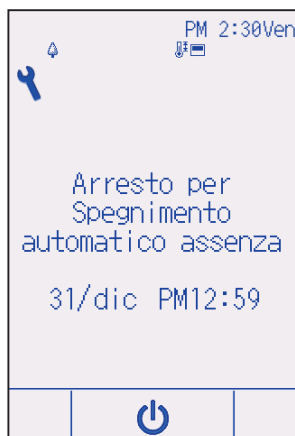 PM 2:30Ven
Arresto per
Spegnimento
automatico assenza
31/dic PM12:59